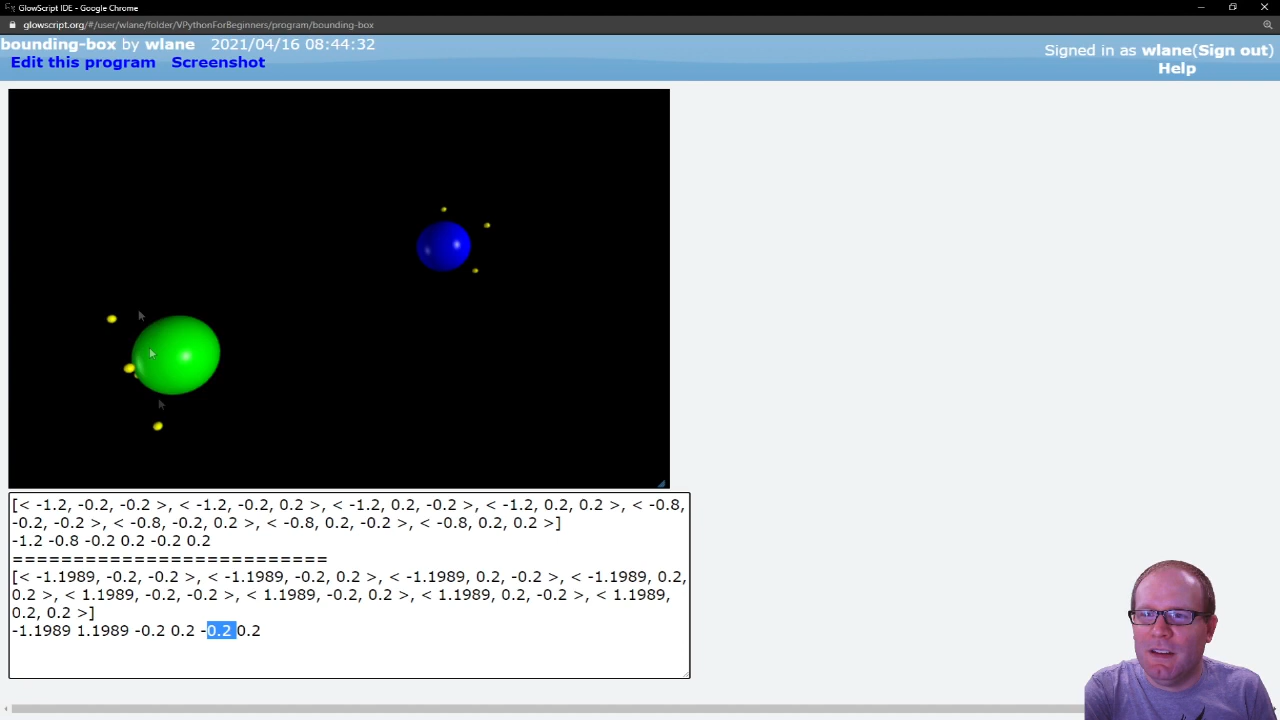 GlowScript IDE - Google Chrome
glowscript.org/#/user/wlane/folder/VPythonForBeginners/program/bounding-box
bounding-box by wlane 2021/04/16 08:44:32
Signed in as wlane(Sign out)
Edit this program Screenshot
Help
[< -1.2, -0.2, -0.2 >, < -1.2, -0.2, 0.2 >, < -1.2, 0.2, -0.2 >, < -1.2, 0.2, 0.2 >, < -0.8,
-0.2, -0.2 >, < -0.8, -0.2, 0.2 >, < -0.8, 0.2, -0.2 >, < -0.8, 0.2, 0.2 >]
-1.2 -0.8 -0.2 0.2 -0.2 0.2
==========================
[< -1.1989, -0.2, -0.2 >, < -1.1989, -0.2, 0.2 >, < -1.1989, 0.2, -0.2 >, < -1.1989, 0.2,
0.2 >, < 1.1989, -0.2, -0.2 >, < 1.1989, -0.2, 0.2 >, < 1.1989, 0.2, -0.2 >, < 1.1989,
0.2, 0.2 >]
-1.1989 1.1989 -0.2 0.2 -0.2 0.2